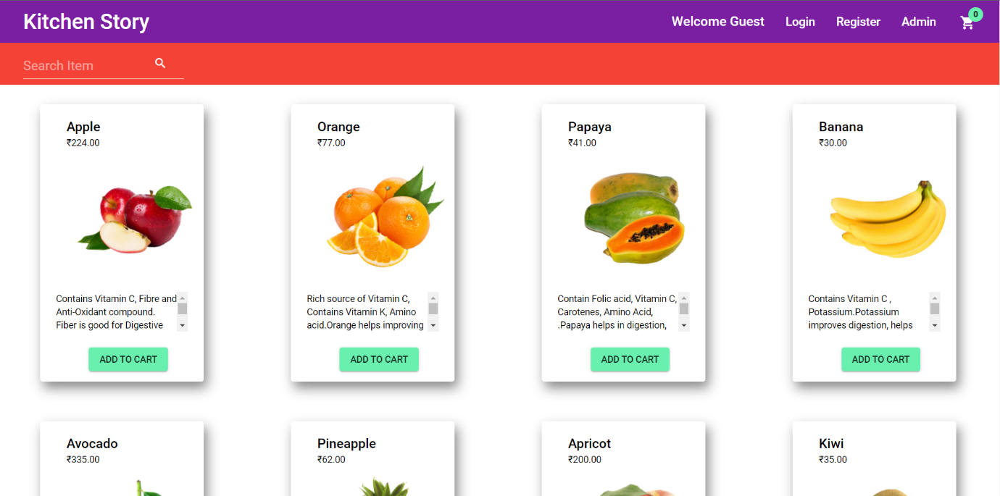 Kitchen Story
Welcome Guest
Login
Register
Admin
0
Search Item
Apple
₹224.00
Contains Vitamin C, Fibre and
Anti-Oxidant compound.
Fiber is good for Digestive
ADD TO CART
Orange
₹77.00
Rich source of Vitamin C,
Contains Vitamin K, Amino
acid.Orange helps improving
ADD TO CART
Papaya
₹41.00
Contain Folic acid, Vitamin C,
Carotenes, Amino Acid,
.Papaya helps in digestion,
ADD TO CART
Banana
₹30.00
Contains Vitamin C ,
Potassium.Potassium
improves digestion, helps
ADD TO CART
Avocado
₹335.00
Pineapple
₹62.00
Apricot
₹200.00
Kiwi
₹35.00